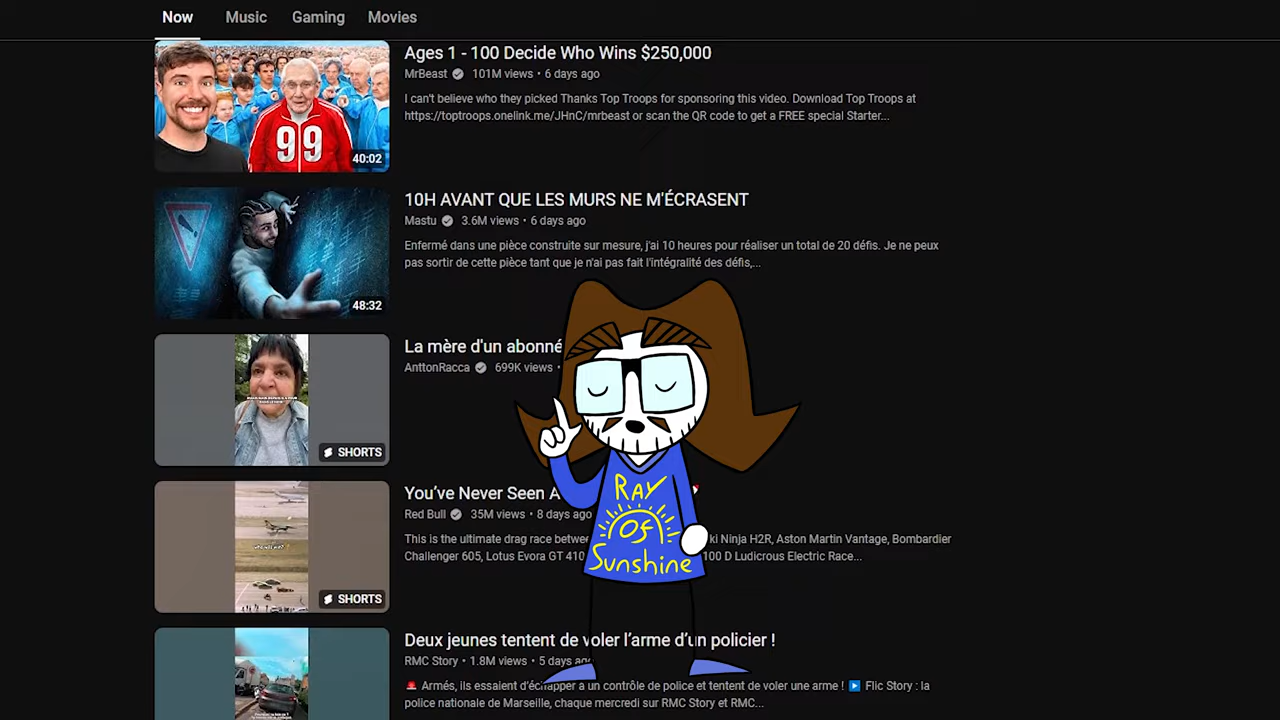 Now
Music
Gaming
Movies
99
40:02
Ages 1 - 100 Decide Who Wins $250,000
MrBeast 101M views • 6 days ago
I can't believe who they picked Thanks Top Troops for sponsoring this video. Download Top Troops at
https://toptroops.onelink.me/JHnC/mrbeast or scan the QR code to get a FREE special Starter...
48:32
10H AVANT QUE LES MURS NE M'ÉCRASENT
Mastu 3.6M views • 6 days ago
Enfermé dans une pièce construite sur mesure, j'ai 10 heures pour réaliser un total de 20 défis. Je ne peux
pas sortir de cette pièce tant que je n'ai pas fait l'intégralité des défis,...
SHORTS
La mère d'un abonné
AnttonRacca 699K views •
SHORTS
You've Never Seen A
Red Bull 35M views • 8 days ago
This is the ultimate drag race betwee ki Ninja H2R, Aston Martin Vantage, Bombardier
Challenger 605, Lotus Evora GT 410 100 D Ludicrous Electric Race...
RAY
Of
Sunshine
Deux jeunes tentent de voler l'arme d'un policier !
RMC Story • 1.8M views • 5 days ago
Armés, ils essaient d'échapper à un contrôle de police et tentent de voler une arme ! Flic Story : la
police nationale de Marseille, chaque mercredi sur RMC Story et RMC...